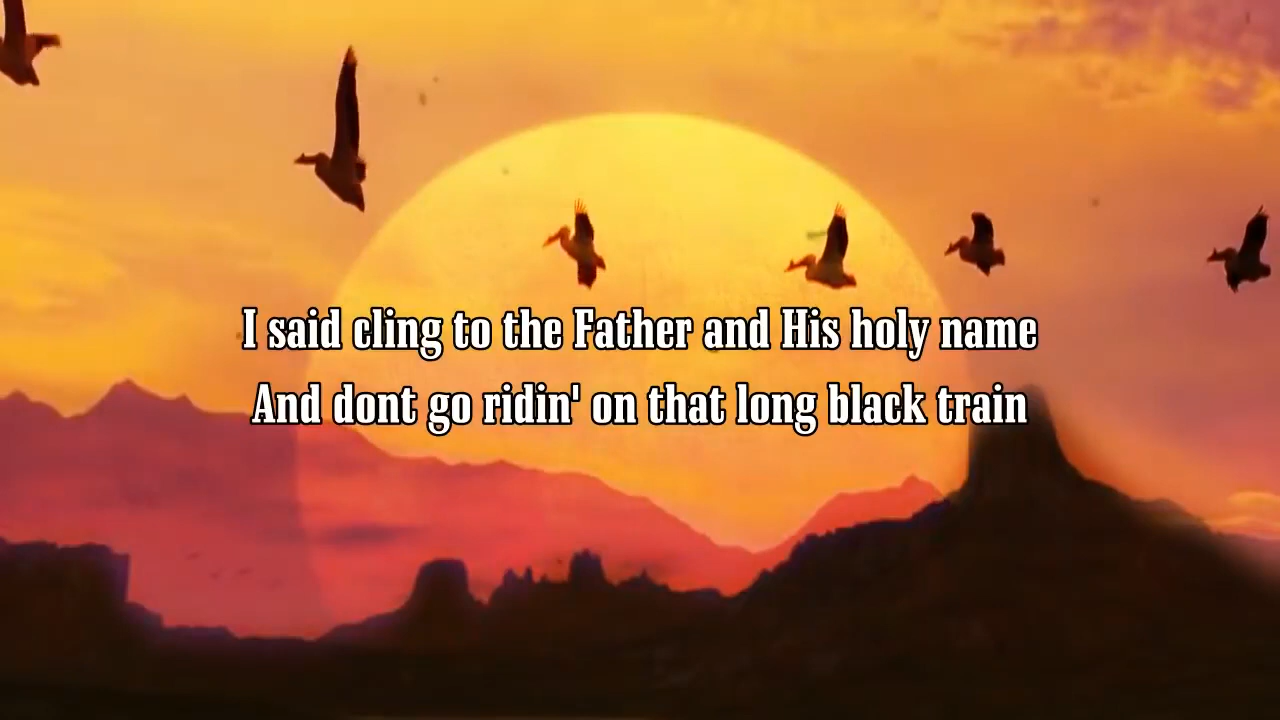 I said cling to the Father and His holy name
And dont go ridin' on that long black train